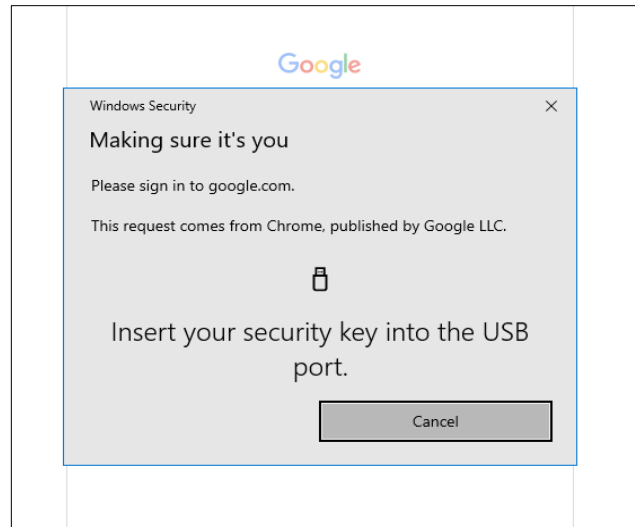 Google
Windows Security
Making sure it's you
Please sign in to google.com.
This request comes from Chrome, published by Google LLC.
Insert your security key into the USB
port.
Cancel